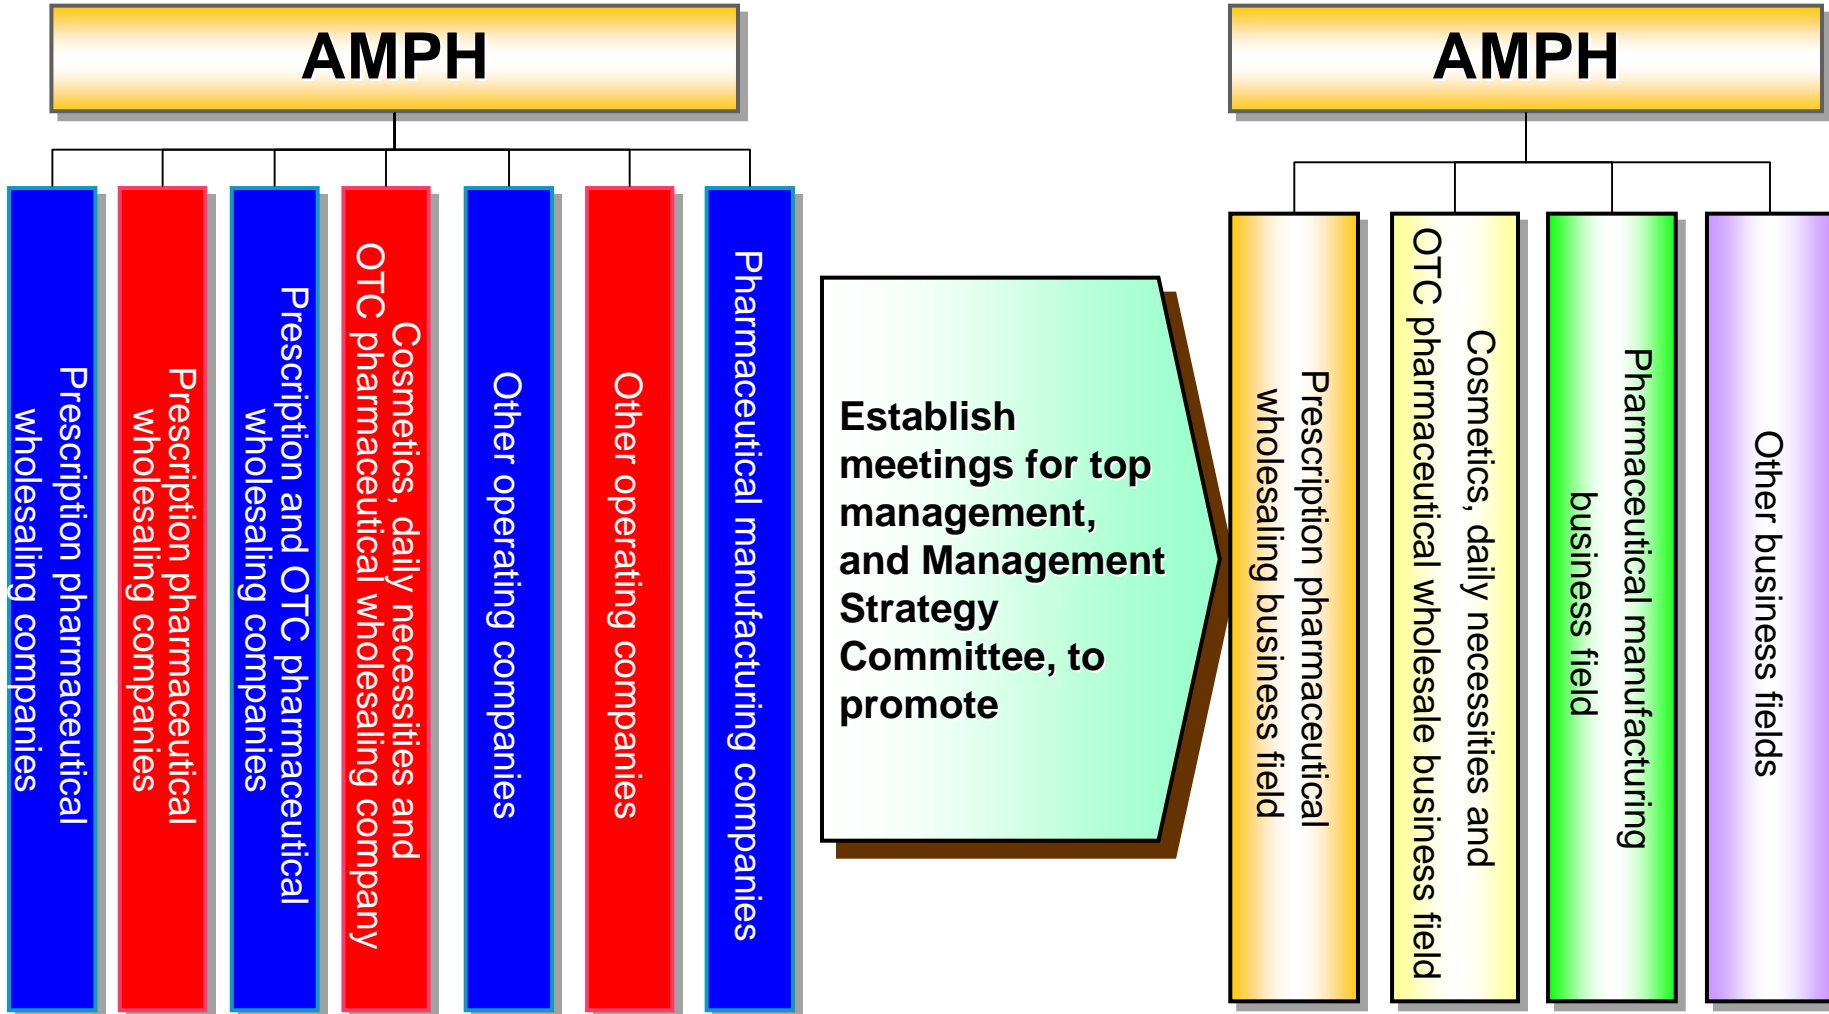 AMPH
Prescription pharmaceutical
wholesaling companies
Prescription pharmaceutical
wholesaling companies
Prescription and OTC pharmaceutical
wholesaling companies
Cosmetics, daily necessities and
OTC pharmaceutical wholesaling company
Other operating companies
Other operating companies
Pharmaceutical manufacturing companies
Establish
meetings for top
management,
and Management
Strategy
Committee, to
promote
AMPH
Prescription pharmaceutical
wholesaling business field
Cosmetics, daily necessities and
OTC pharmaceutical wholesale business field
Pharmaceutical manufacturing
business field
Other business fields